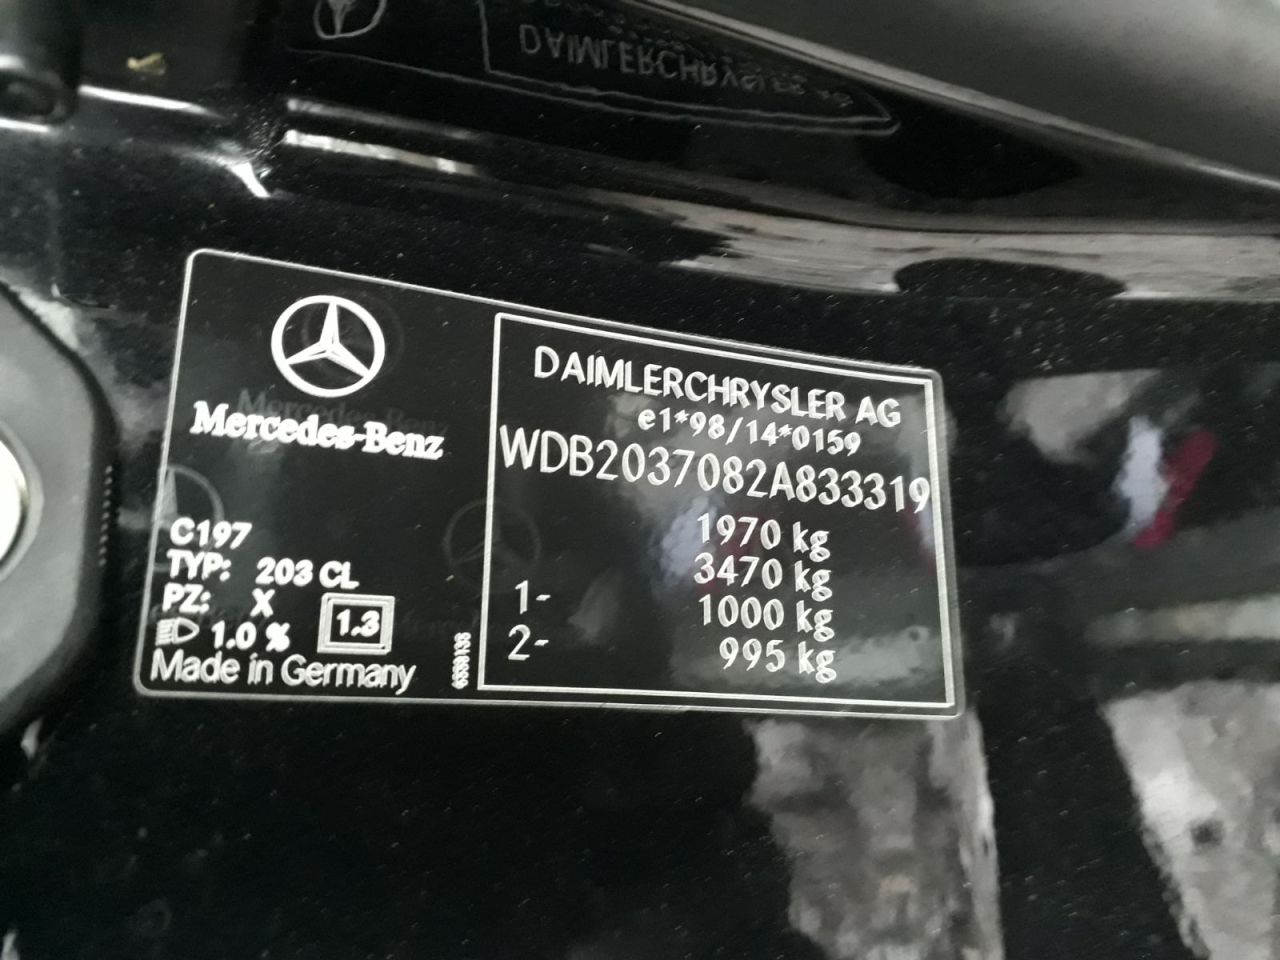 Mercedes-Benz
C197
TYP: 203 CL
PZ: X
1.0 %
1.3
Made in Germany
DAIMLERCHRYSLER AG
e1*98/14*0159
WDB2037082A833319
1970 kg
3470 kg
1- 1000 kg
2- 995 kg
DAIMLERCHRYSLER AG